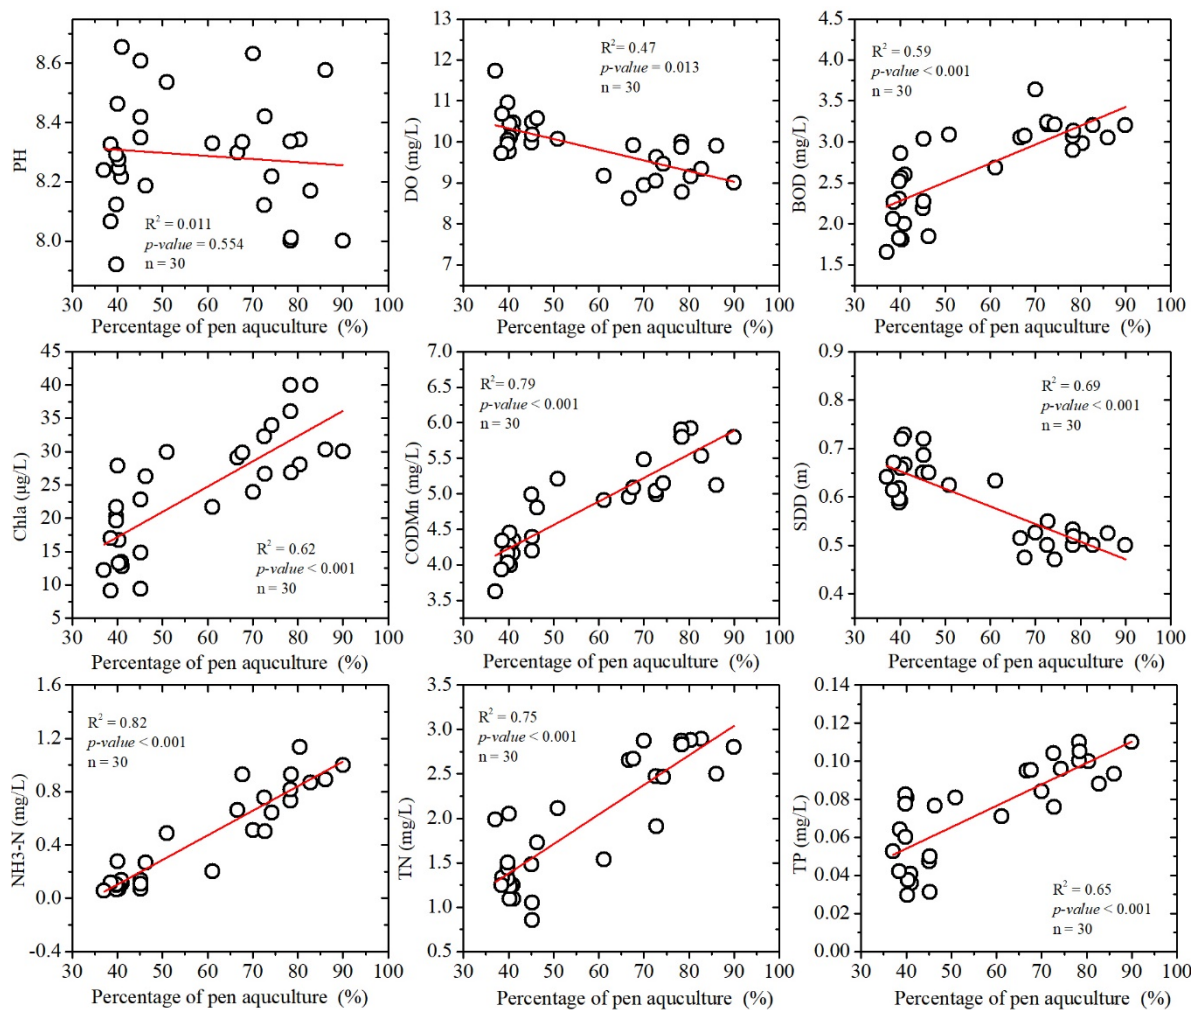 8.6
8.4
8.2
8.0
PH
R² = 0.011
p-value = 0.554
n = 30
30 40 50 60 70 80 90 100
Percentage of pen aquculture (%)
13
12
11
10
9
8
7
6
DO (mg/L)
R²= 0.47
p-value = 0.013
n = 30
30 40 50 60 70 80 90 100
Percentage of pen aquculture (%)
4.5
4.0
3.5
3.0
2.5
2.0
1.5
BOD (mg/L)
R² = 0.59
p-value < 0.001
n = 30
30 40 50 60 70 80 90 100
Percentage of pen aquculture (%)
45
40
35
30
25
20
15
10
5
Chla (μg/L)
R² = 0.62
p-value < 0.001
n = 30
30 40 50 60 70 80 90 100
Percentage of pen aquculture (%)
7.0
6.5
6.0
5.5
5.0
4.5
4.0
3.5
CODMn (mg/L)
R²= 0.79
p-value < 0.001
n = 30
30 40 50 60 70 80 90 100
Percentage of pen aquculture (%)
0.9
0.8
0.7
0.6
0.5
0.4
SDD (m)
R² = 0.69
p-value < 0.001
n = 30
30 40 50 60 70 80 90 100
Percentage of pen aquculture (%)
1.6
1.2
0.8
0.4
0.0
-0.4
NH3-N (mg/L)
R² = 0.82
p-value < 0.001
n = 30
30 40 50 60 70 80 90 100
Percentage of pen aquculture (%)
3.5
3.0
2.5
2.0
1.5
1.0
0.5
TN (mg/L)
R² = 0.75
p-value < 0.001
n = 30
30 40 50 60 70 80 90 100
Percentage of pen aquculture (%)
0.14
0.12
0.10
0.08
0.06
0.04
0.02
0.00
TP (mg/L)
R² = 0.65
p-value < 0.001
n = 30
30 40 50 60 70 80 90 100
Percentage of pen aquculture (%)